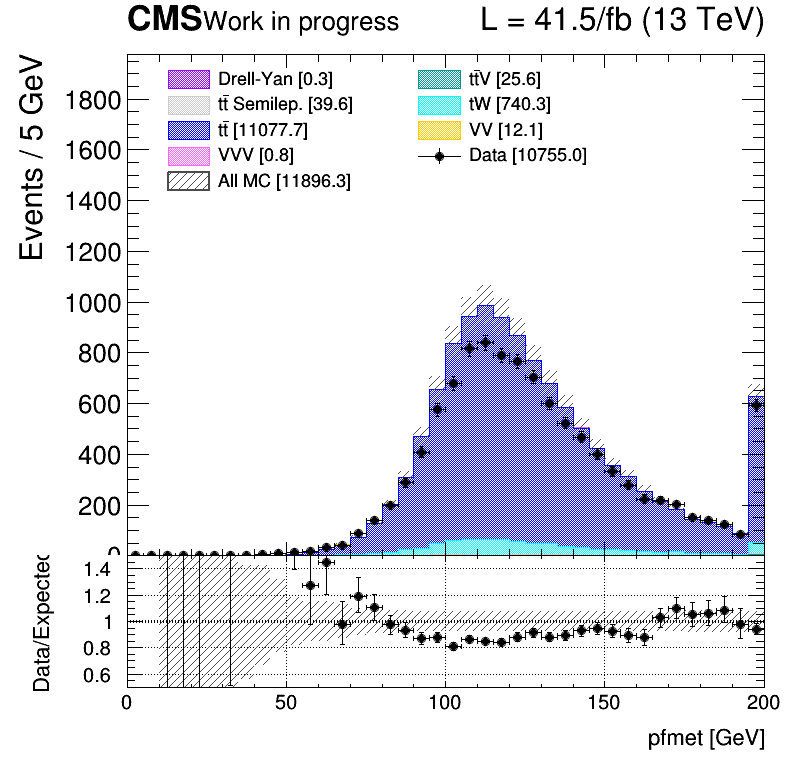 CMS Work in progress L = 41.5/fb (13 TeV)
Events / 5 GeV
Drell-Yan [0.3]
tt̄ Semilep. [39.6]
tt̄ [11077.7]
VVV [0.8]
All MC [11896.3]
tt̄V [25.6]
tW [740.3]
VV [12.1]
Data [10755.0]
1800
1600
1400
1200
1000
800
600
400
200
0
Data/Expected
1.4
1.2
1
0.8
0.6
0 50 100 150 200
pfmet [GeV]